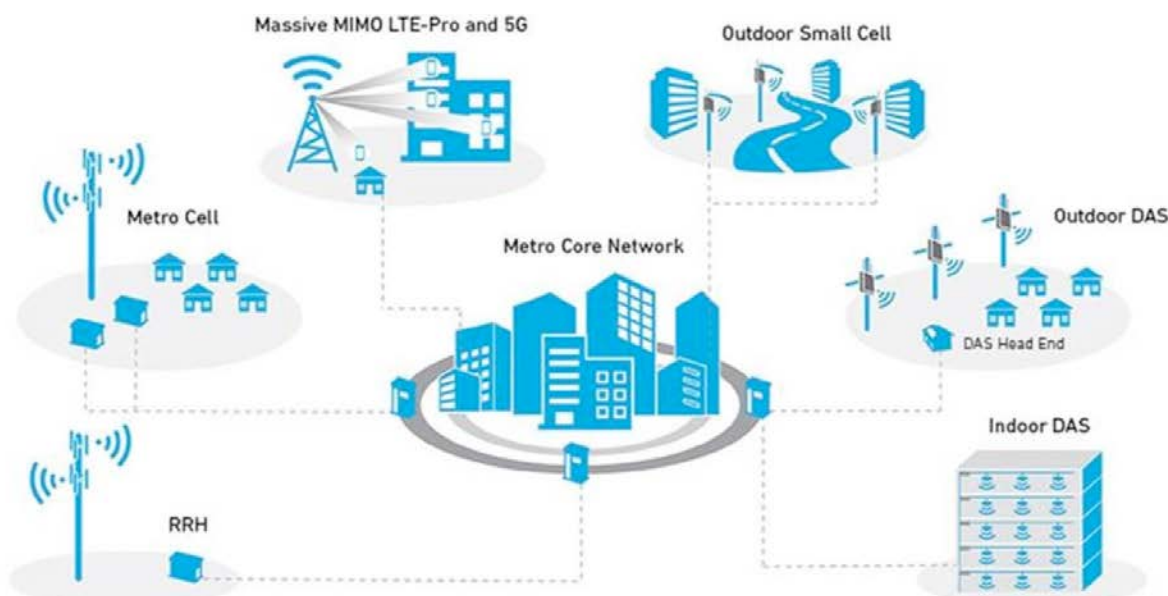 Massive MIMO LTE-Pro and 5G
Outdoor Small Cell
Metro Cell
Outdoor DAS
Metro Core Network
DAS Head End
Indoor DAS
RRH